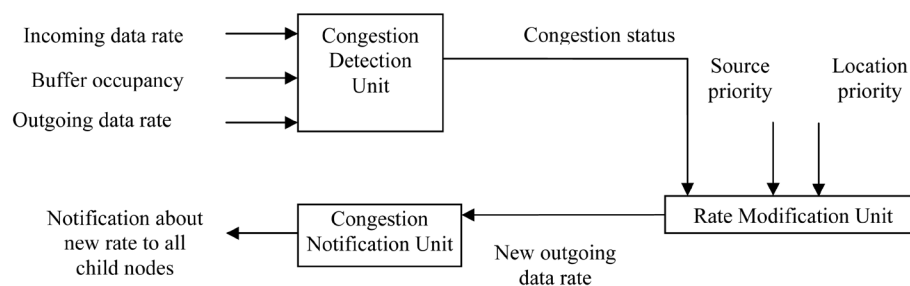 Incoming data rate
Buffer occupancy
Outgoing data rate
Congestion
Detection
Unit
Congestion status
Source
priority
Location
priority
Rate Modification Unit
New outgoing
data rate
Congestion
Notification Unit
Notification about
new rate to all
child nodes